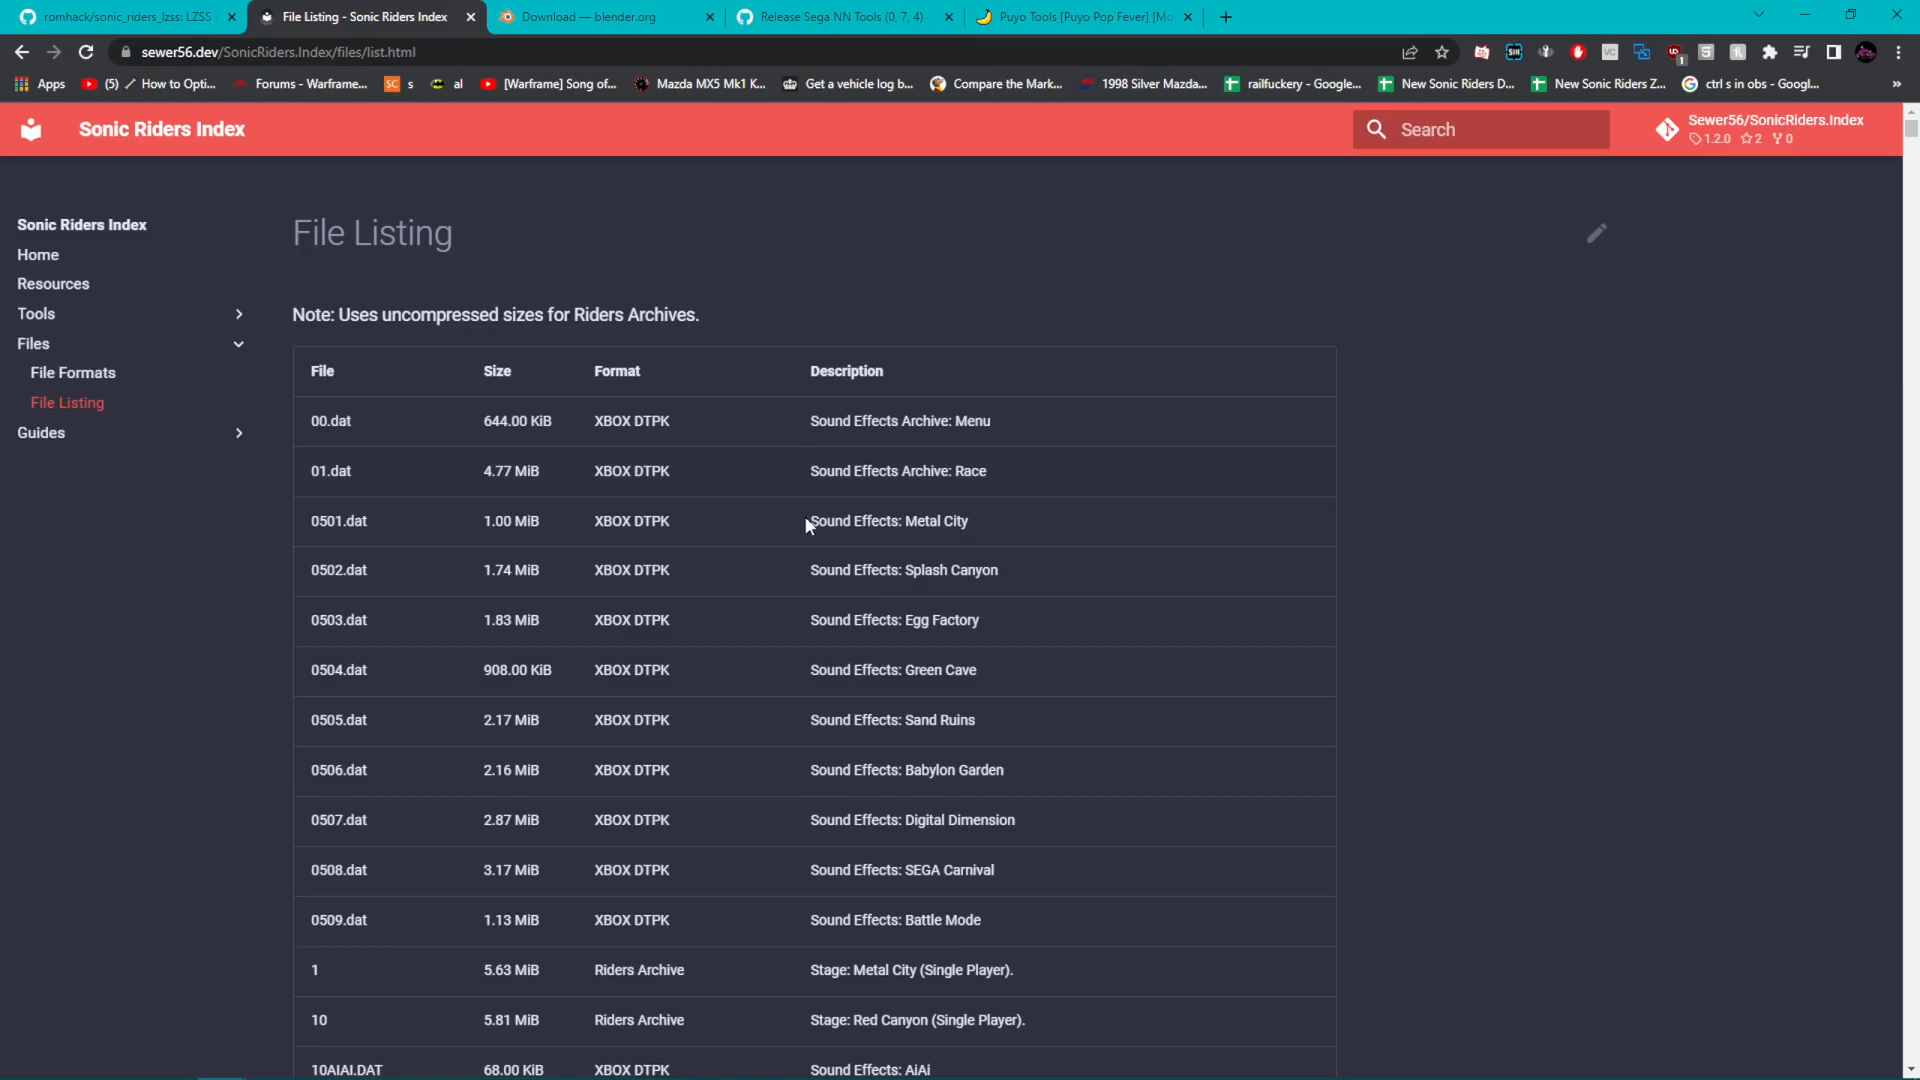 romhack/sonic_riders_lzss: LZSS
File Listing - Sonic Riders Index
Download — blender.org
Release Sega NN Tools (0, 7, 4)
Puyo Tools [Puyo Pop Fever] [Mo
sewer56.dev/SonicRiders.Index/files/list.html
Apps
(5) How to Opti...
Forums - Warframe...
SC s
al
[Warframe] Song of...
Mazda MX5 Mk1 K...
Get a vehicle log b...
Compare the Mark...
1998 Silver Mazda...
railfuckery - Google...
New Sonic Riders D...
New Sonic Riders Z...
ctrl s in obs - Googl...
»
Sonic Riders Index
Search
Sewer56/SonicRiders.Index
1.2.0 2 0
Sonic Riders Index
Home
Resources
Tools
Files
File Formats
File Listing
Guides
File Listing
Note: Uses uncompressed sizes for Riders Archives.
File Size Format Description
00.dat 644.00 KiB XBOX DTPK Sound Effects Archive: Menu
01.dat 4.77 MiB XBOX DTPK Sound Effects Archive: Race
0501.dat 1.00 MiB XBOX DTPK Sound Effects: Metal City
0502.dat 1.74 MiB XBOX DTPK Sound Effects: Splash Canyon
0503.dat 1.83 MiB XBOX DTPK Sound Effects: Egg Factory
0504.dat 908.00 KiB XBOX DTPK Sound Effects: Green Cave
0505.dat 2.17 MiB XBOX DTPK Sound Effects: Sand Ruins
0506.dat 2.16 MiB XBOX DTPK Sound Effects: Babylon Garden
0507.dat 2.87 MiB XBOX DTPK Sound Effects: Digital Dimension
0508.dat 3.17 MiB XBOX DTPK Sound Effects: SEGA Carnival
0509.dat 1.13 MiB XBOX DTPK Sound Effects: Battle Mode
1 5.63 MiB Riders Archive Stage: Metal City (Single Player).
10 5.81 MiB Riders Archive Stage: Red Canyon (Single Player).
10AIAI.DAT 68.00 KiB XBOX DTPK Sound Effects: AiAi